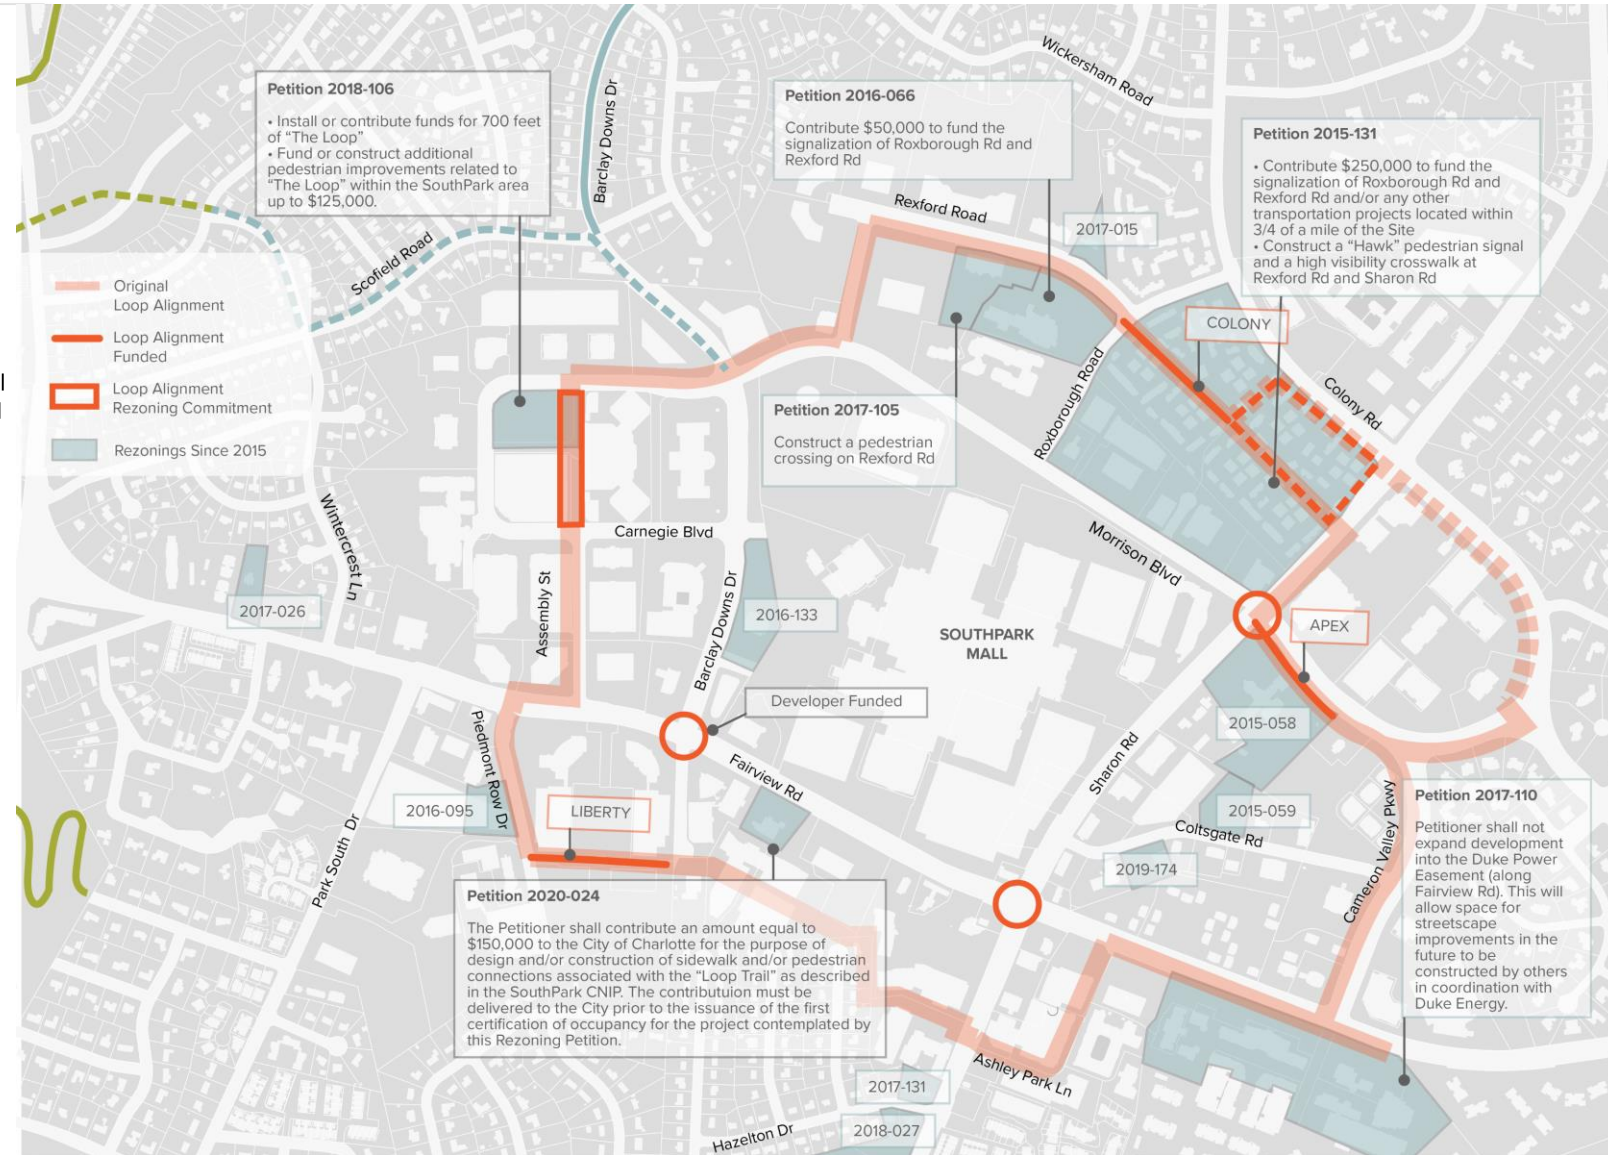 Petition 2018-106
• Install or contribute funds for 700 feet
of “The Loop”
• Fund or construct additional
pedestrian improvements related to
“The Loop” within the SouthPark area
up to $125,000.
Barclay Downs Dr
Petition 2016-066
Contribute $50,000 to fund the
signalization of Roxborough Rd and
Rexford Rd
Wickersham Road
Petition 2015-131
• Contribute $250,000 to fund the
signalization of Roxborough Rd and
Rexford Rd and/or any other
transportation projects located within
3/4 of a mile of the Site
• Construct a “Hawk” pedestrian signal
and a high visibility crosswalk at
Rexford Rd and Sharon Rd
Rexford Road
2017-015
Scofield Road
Original
Loop Alignment
Loop Alignment
Funded
Loop Alignment
Rezoning Commitment
Rezonings Since 2015
COLONY
Colony Rd
Roxborough Road
Petition 2017-105
Construct a pedestrian
crossing on Rexford Rd
Wintercrest Ln
Carnegie Blvd
Morrison Blvd
Assembly St
Barclay Downs Dr
2017-026
2016-133
SOUTHPARK
MALL
APEX
Developer Funded
2015-058
Piedmont Row Dr
Fairview Rd
Sharon Rd
2016-095
LIBERTY
2015-059
Coltsgate Rd
2019-174
Park South Dr
Cameron Valley Pkwy
Petition 2017-110
Petitioner shall not
expand development
into the Duke Power
Easement (along
Fairview Rd). This will
allow space for
streetscape
improvements in the
future to be
constructed by others
in coordination with
Duke Energy.
Petition 2020-024
The Petitioner shall contribute an amount equal to
$150,000 to the City of Charlotte for the purpose of
design and/or construction of sidewalk and/or pedestrian
connections associated with the “Loop Trail” as described
in the SouthPark CNIP. The contributuion must be
delivered to the City prior to the issuance of the first
certification of occupancy for the project contemplated by
this Rezoning Petition.
Ashley Park Ln
2017-131
2018-027
Hazelton Dr